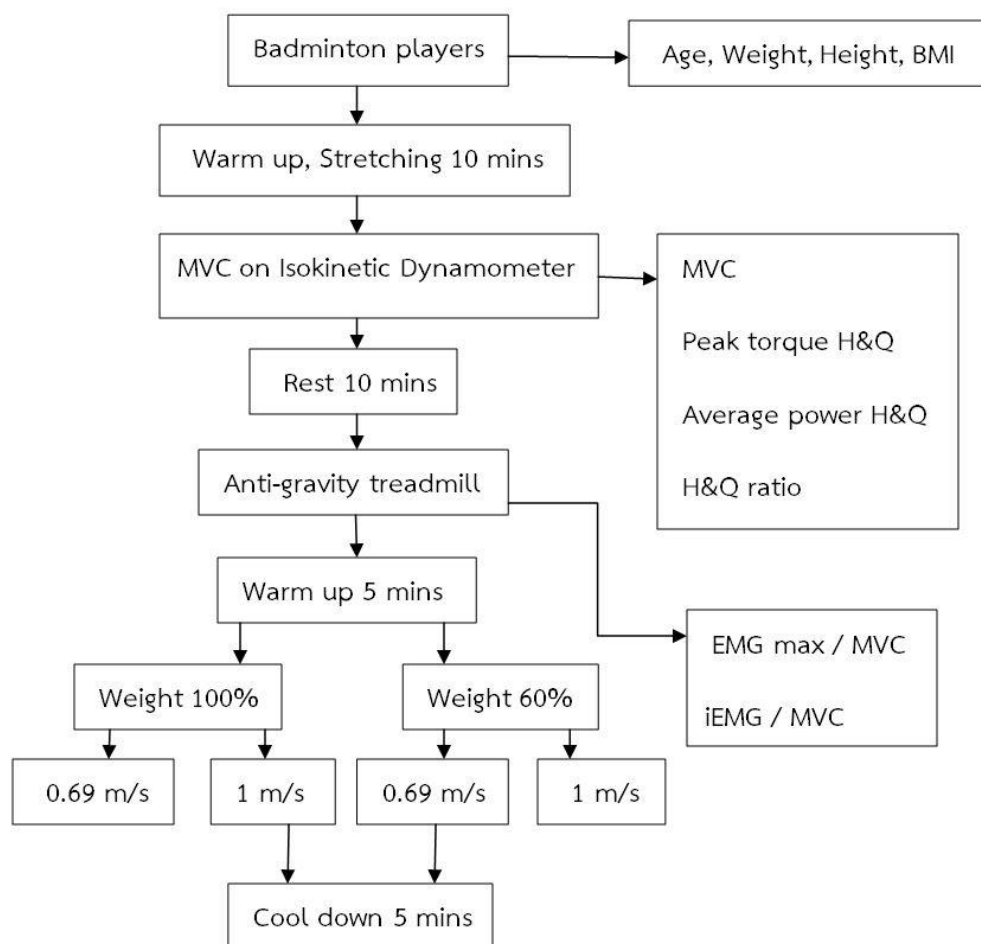 Badminton players
Age, Weight, Height, BMI
Warm up, Stretching 10 mins
MVC on Isokinetic Dynamometer
MVC
Peak torque H&Q
Average power H&Q
H&Q ratio
Rest 10 mins
Anti-gravity treadmill
Warm up 5 mins
EMG max / MVC
iEMG / MVC
Weight 100%
Weight 60%
0.69 m/s
1 m/s
0.69 m/s
1 m/s
Cool down 5 mins